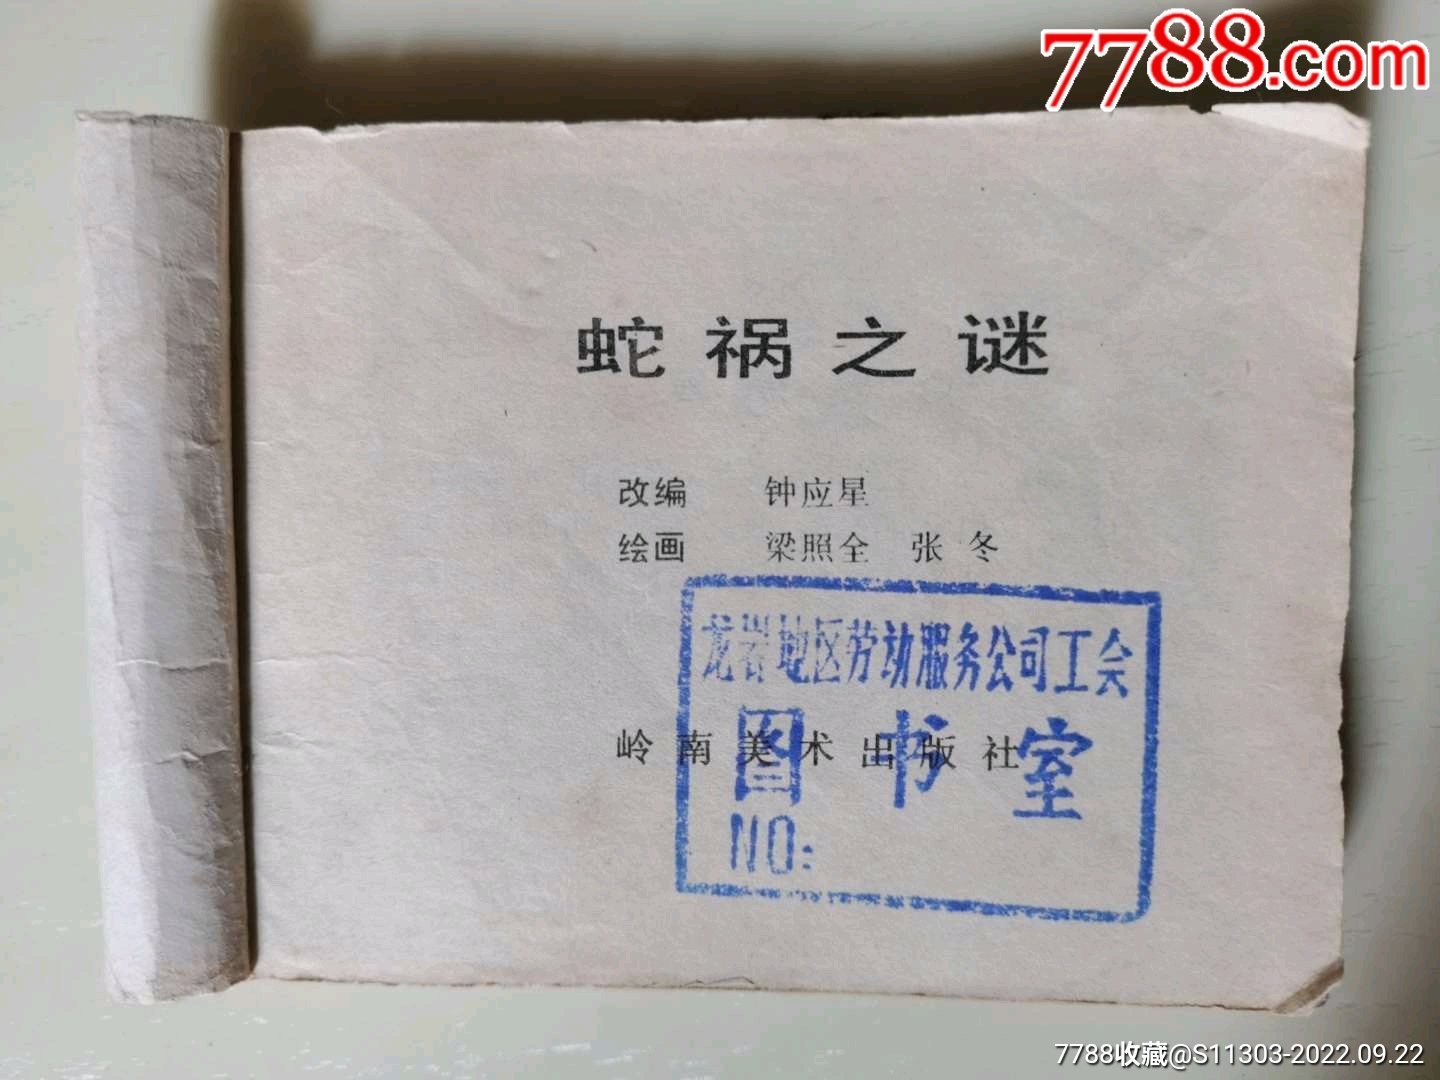 7788.com
蛇祸之谜
改编 钟应星
绘画 梁照全 张冬
龙岩地区劳动服务公司工会
岭南美术出版社
图书室
NO:
7788收藏@S11303-2022.09.22